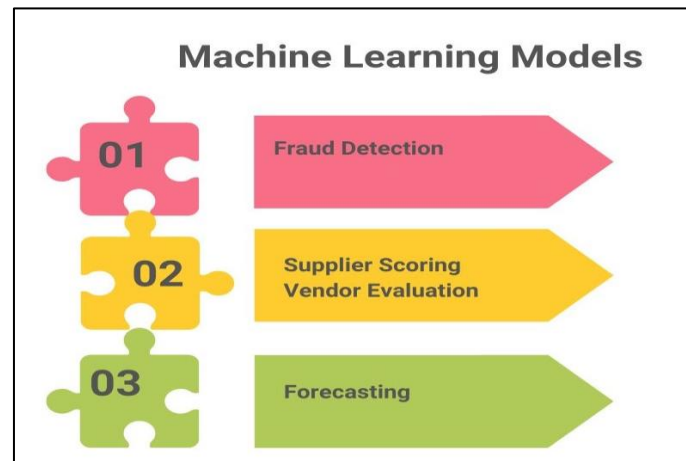 Machine Learning Models
01
Fraud Detection
02
Supplier Scoring
Vendor Evaluation
03
Forecasting